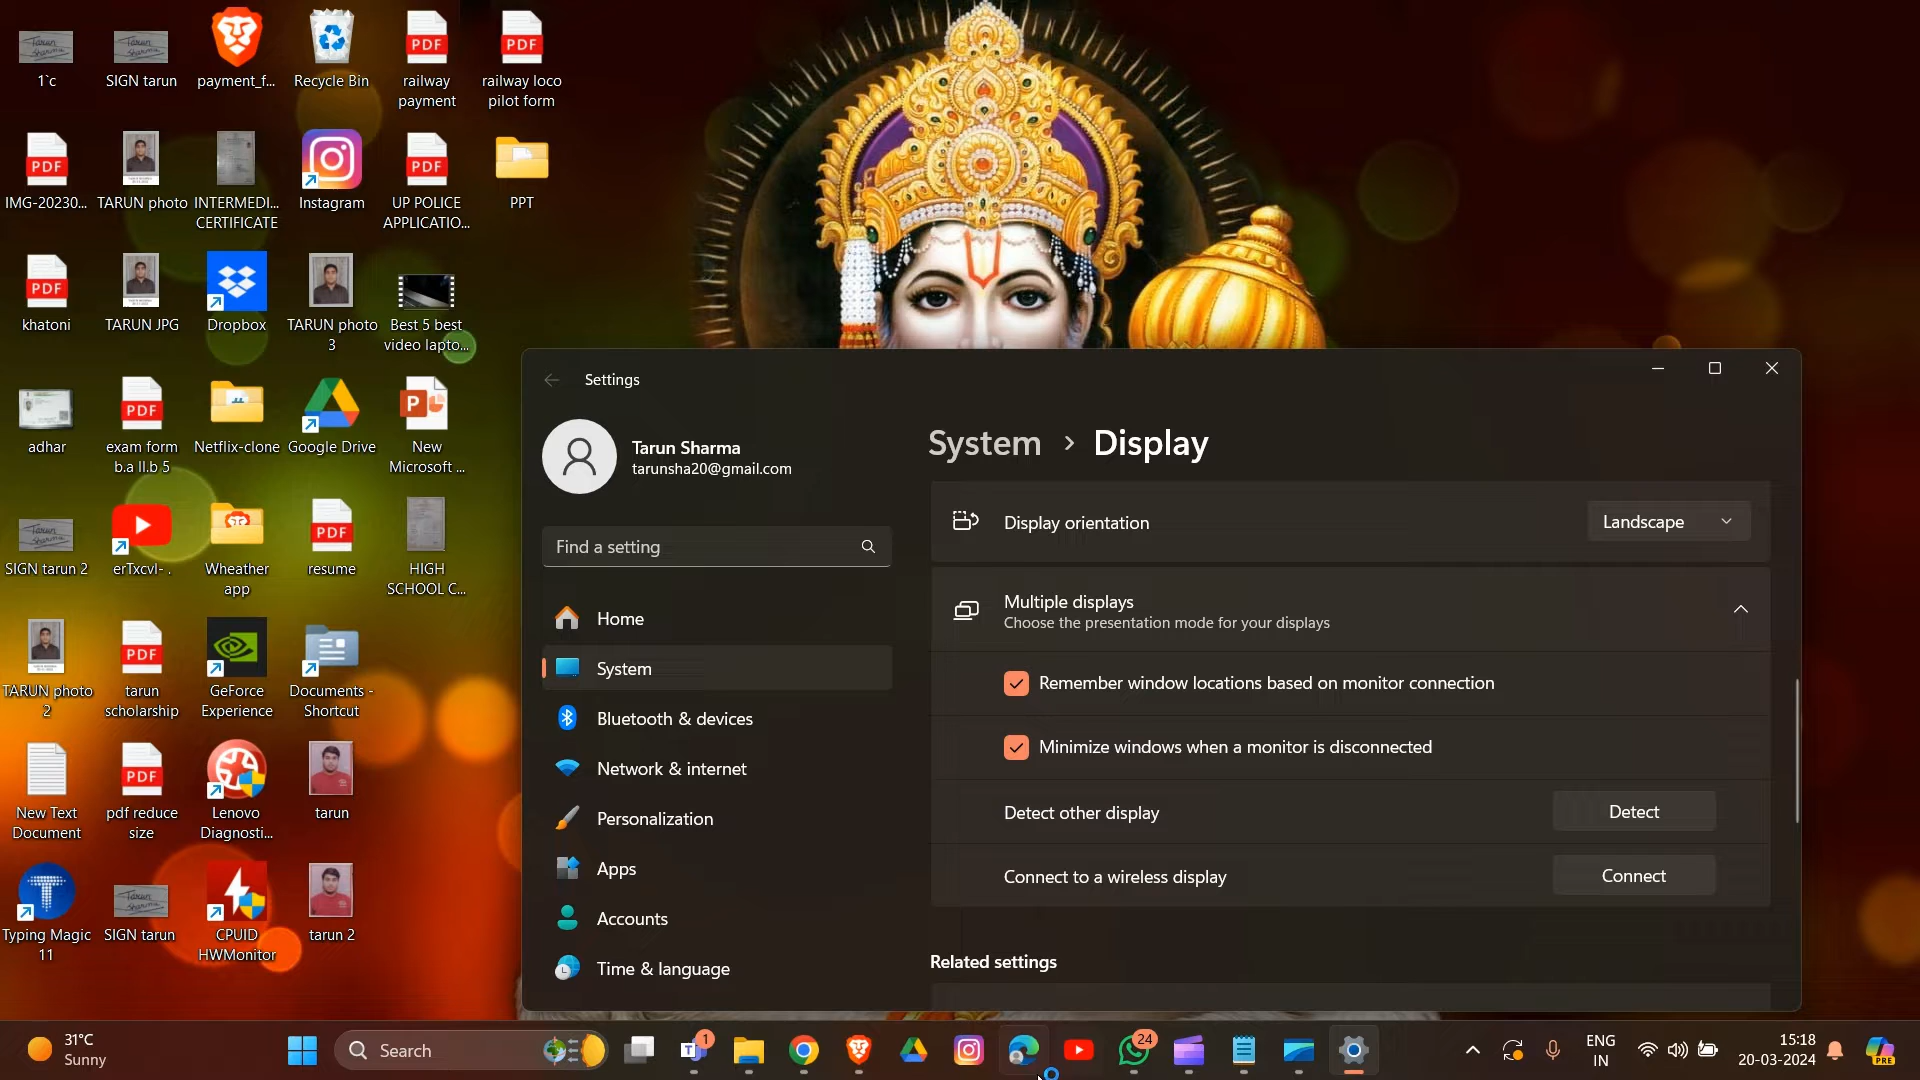 1`c
SIGN tarun
payment_f...
Recycle Bin
railway
payment
railway loco
pilot form
IMG-20230...
TARUN photo
INTERMEDI...
CERTIFICATE
Instagram
UP POLICE
APPLICATIO...
PPT
khatoni
TARUN JPG
Dropbox
TARUN photo
3
Best 5 best
video lapto...
adhar
exam form
b.a ll.b 5
Netflix-clone
Google Drive
New
Microsoft ...
SIGN tarun 2
erTxcvl- .
Wheather
app
resume
HIGH
SCHOOL C...
TARUN photo
2
tarun
scholarship
GeForce
Experience
Documents -
Shortcut
New Text
Document
pdf reduce
size
Lenovo
Diagnosti...
tarun
Typing Magic
11
SIGN tarun
CPUID
HWMonitor
tarun 2
Settings
Tarun Sharma
tarunsha20@gmail.com
Find a setting
Home
System
Bluetooth & devices
Network & internet
Personalization
Apps
Accounts
Time & language
System > Display
Display orientation
Landscape
Multiple displays
Choose the presentation mode for your displays
Remember window locations based on monitor connection
Minimize windows when a monitor is disconnected
Detect other display
Detect
Connect to a wireless display
Connect
Related settings
31°C
Sunny
Search
1
24
ENG
IN
15:18
20-03-2024
PRE